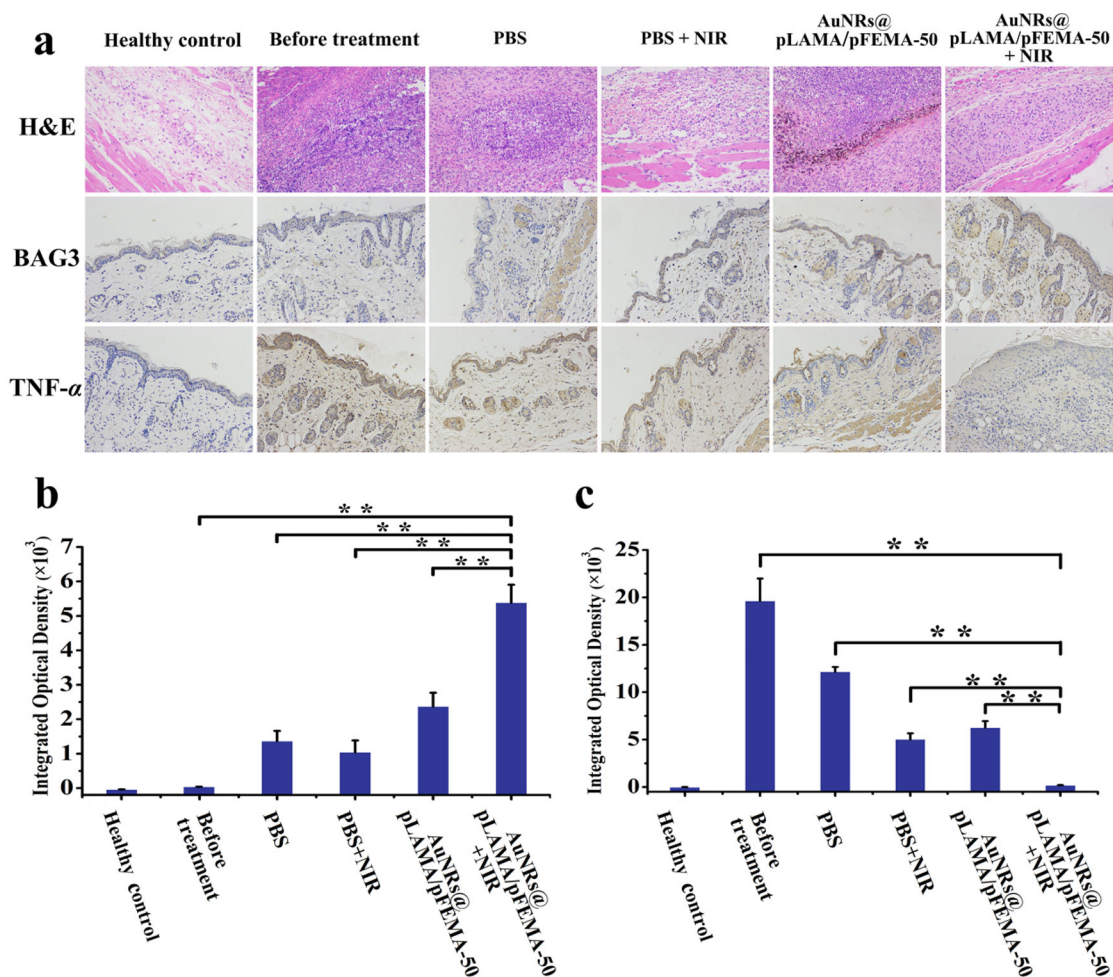 a
Healthy control
Before treatment
PBS
PBS + NIR
AuNRs@
pLAMA/pFEMA-50
AuNRs@
pLAMA/pFEMA-50
+ NIR
H&E
BAG3
TNF-α
b
Integrated Optical Density (×10³)
7
6
5
4
3
2
1
0
* *
* *
* *
* *
Healthy control
Before
treatment
PBS
PBS+NIR
AuNRs@
pLAMA/pFEMA-50
AuNRs@
pLAMA/pFEMA-50
+NIR
c
Integrated Optical Density (×10³)
25
20
15
10
5
0
* *
* *
* *
* *
Healthy control
Before
treatment
PBS
PBS+NIR
AuNRs@
pLAMA/pFEMA-50
AuNRs@
pLAMA/pFEMA-50
+NIR